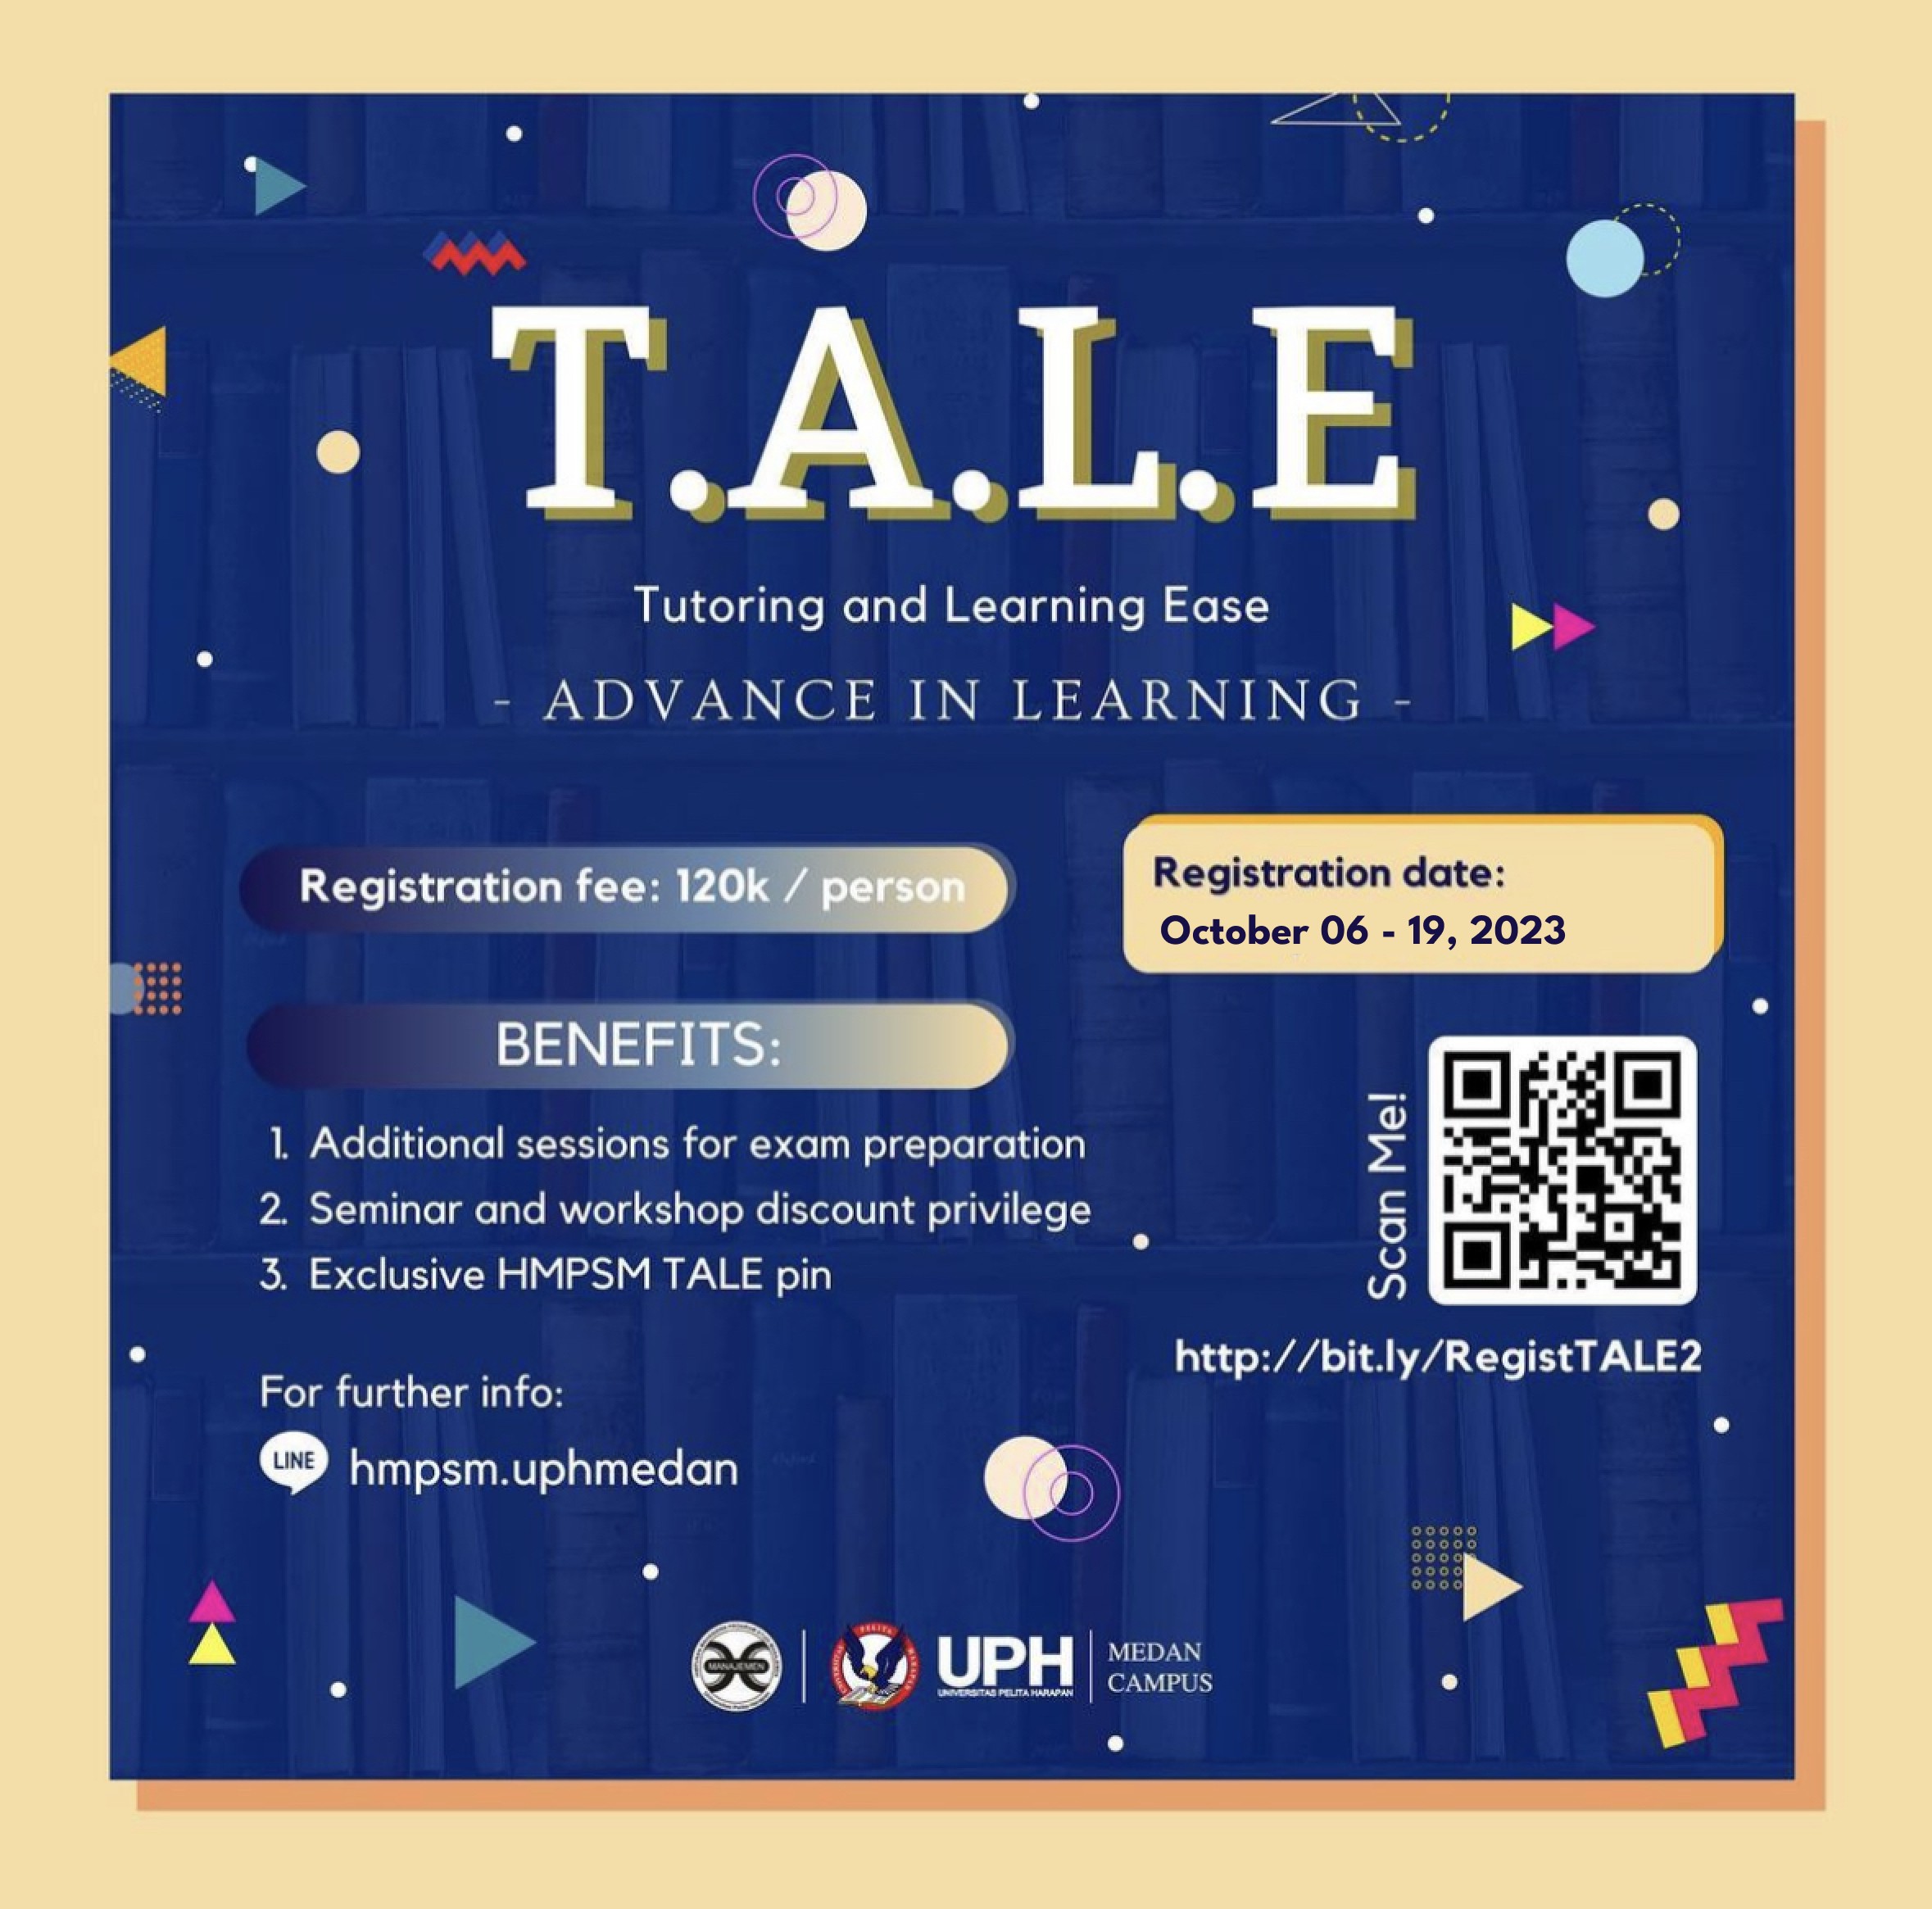 T.A.L.E
Tutoring and Learning Ease
- ADVANCE IN LEARNING -
Registration fee: 120k / person
Registration date:
October 06 - 19, 2023
BENEFITS:
1. Additional sessions for exam preparation
2. Seminar and workshop discount privilege
3. Exclusive HMPSM TALE pin
Scan Me!
http://bit.ly/RegistTALE2
For further info:
LINE hmpsm.uphmedan
MANAJEMEN
UPH
UNIVERSITAS PELITA HARAPAN
MEDAN
CAMPUS